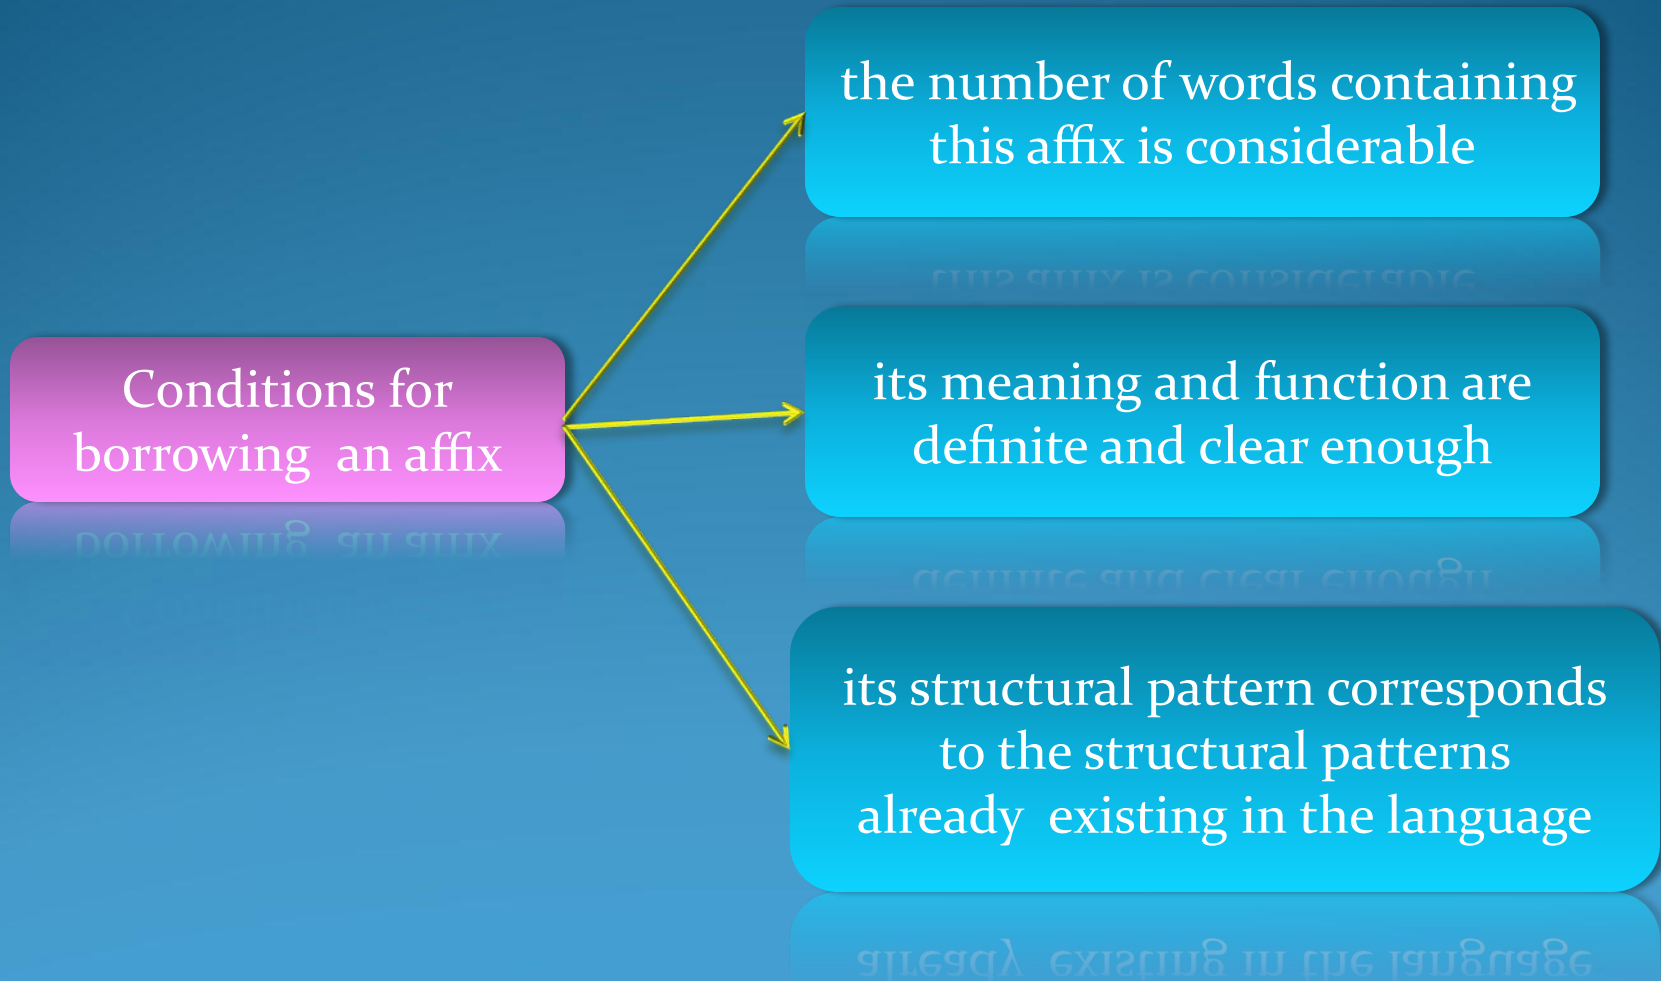 Conditions for
borrowing  an affix
the number of words containing
this affix is considerable
its meaning and function are
definite and clear enough
its structural pattern corresponds
to the structural patterns
already  existing in the language